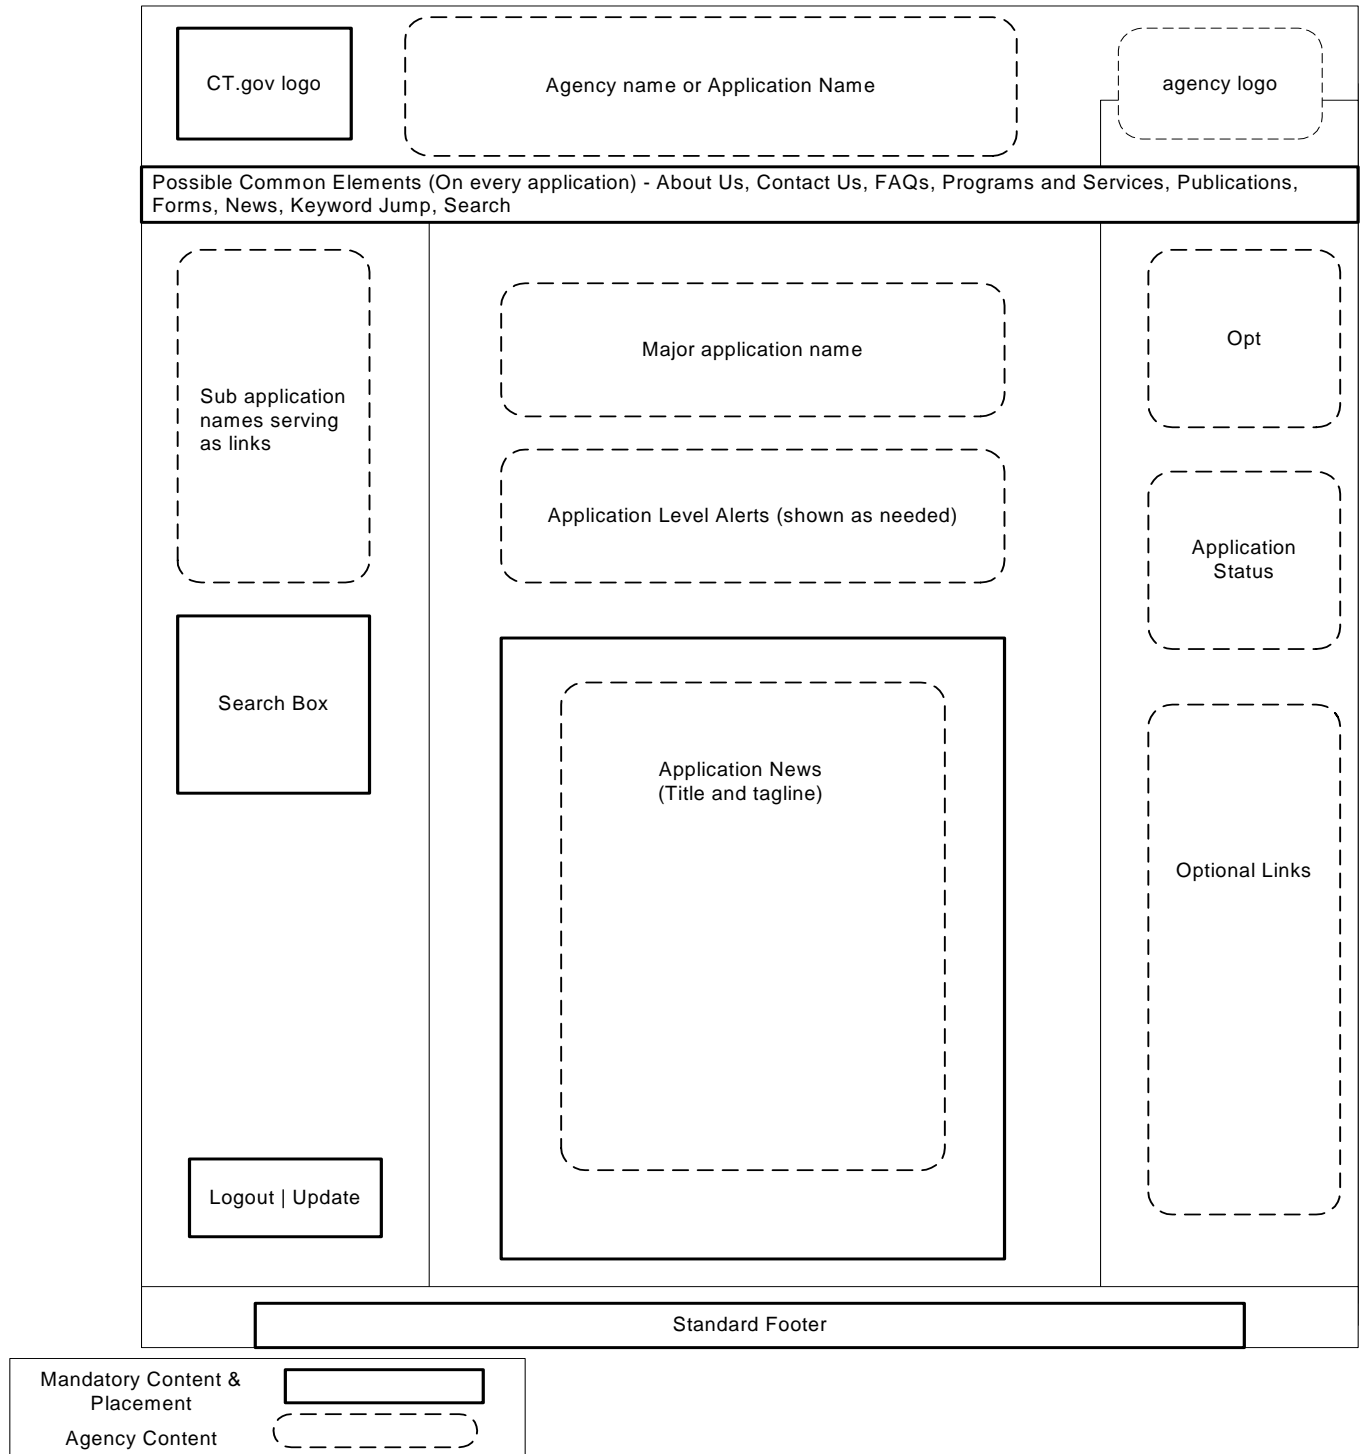 CT.gov logo
Agency name or Application Name
agency logo
Possible Common Elements (On every application) - About Us, Contact Us, FAQs, Programs and Services, Publications,
Forms, News, Keyword Jump, Search
Sub application
names serving
as links
Major application name
Opt
Application Level Alerts (shown as needed)
Application
Status
Search Box
Application News
(Title and tagline)
Optional Links
Logout | Update
Standard Footer
Mandatory Content &
Placement
Agency Content